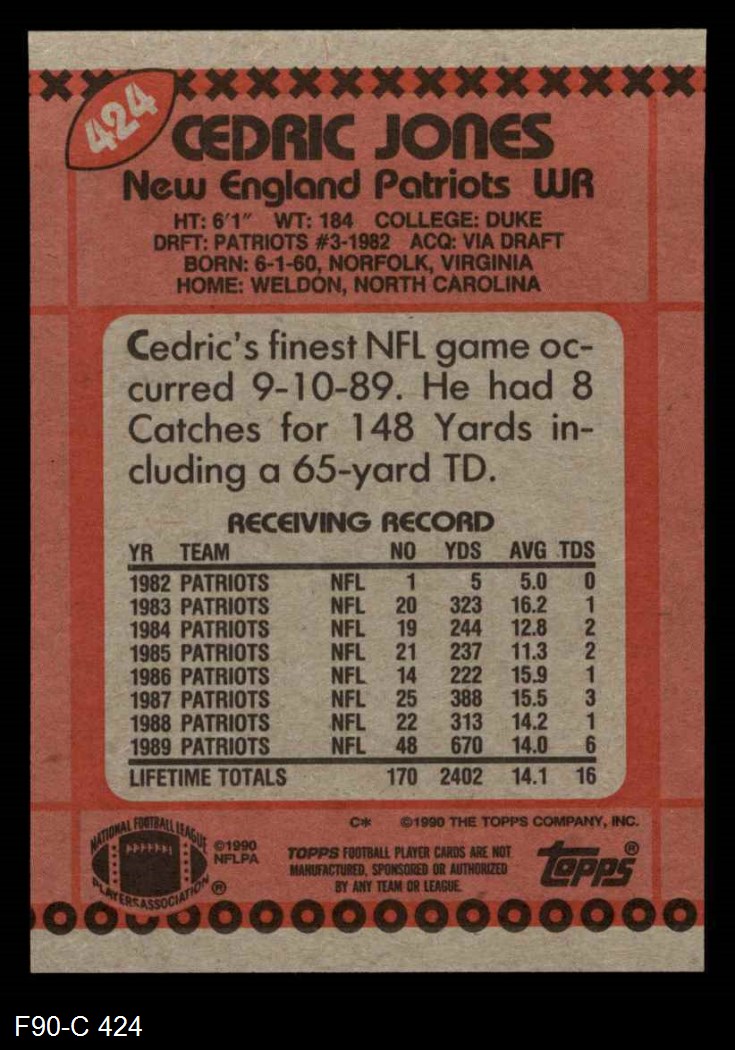 424
CEDRIC JONES
New England Patriots WR
HT: 6'1" WT: 184 COLLEGE: DUKE
DRFT: PATRIOTS #3-1982 ACQ: VIA DRAFT
BORN: 6-1-60, NORFOLK, VIRGINIA
HOME: WELDON, NORTH CAROLINA
Cedric's finest NFL game oc-
curred 9-10-89. He had 8
Catches for 148 Yards in-
cluding a 65-yard TD.
RECEIVING RECORD
YR TEAM NO YDS AVG TDS
1982 PATRIOTS NFL 1 5 5.0 0
1983 PATRIOTS NFL 20 323 16.2 1
1984 PATRIOTS NFL 19 244 12.8 2
1985 PATRIOTS NFL 21 237 11.3 2
1986 PATRIOTS NFL 14 222 15.9 1
1987 PATRIOTS NFL 25 388 15.5 3
1988 PATRIOTS NFL 22 313 14.2 1
1989 PATRIOTS NFL 48 670 14.0 6
LIFETIME TOTALS 170 2402 14.1 16
C* ©1990 THE TOPPS COMPANY, INC.
NATIONAL FOOTBALL LEAGUE
PLAYERS ASSOCIATION ®
©1990
NFLPA
TOPPS FOOTBALL PLAYER CARDS ARE NOT
MANUFACTURED, SPONSORED OR AUTHORIZED
BY ANY TEAM OR LEAGUE.
topps®
F90-C 424